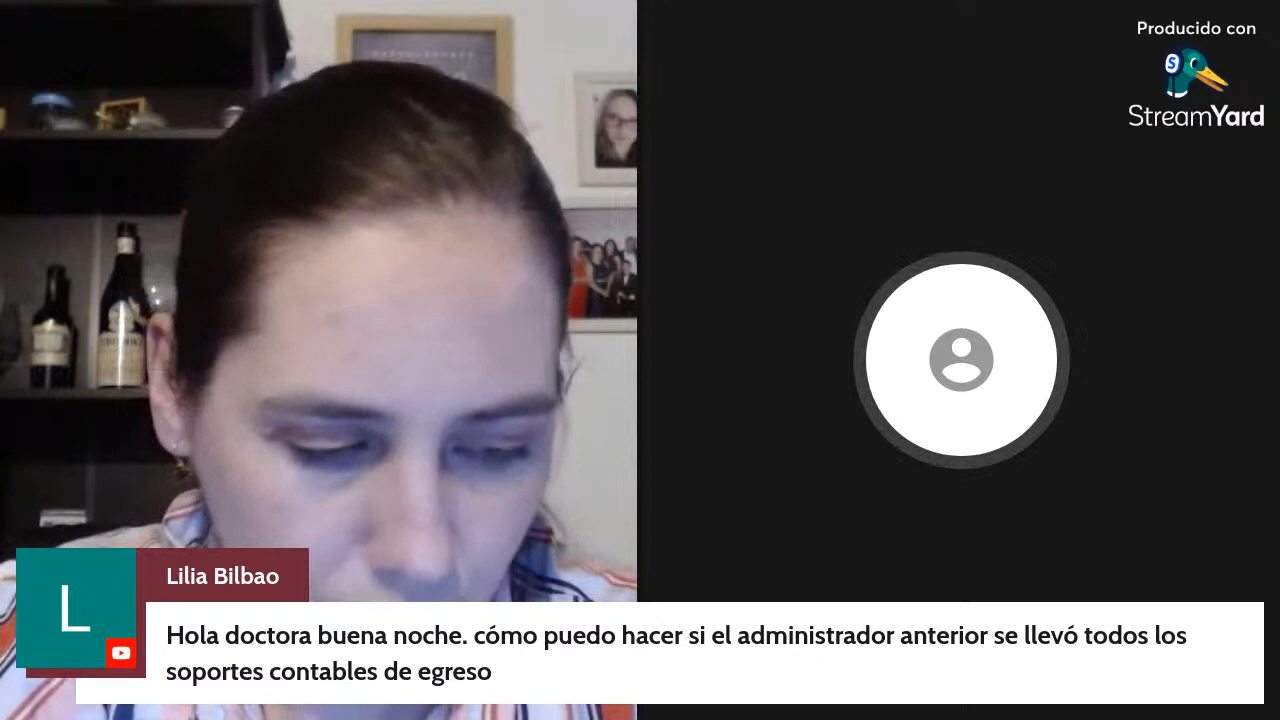 Producido con
StreamYard
L
Lilia Bilbao
Hola doctora buena noche. cómo puedo hacer si el administrador anterior se llevó todos los
soportes contables de egreso